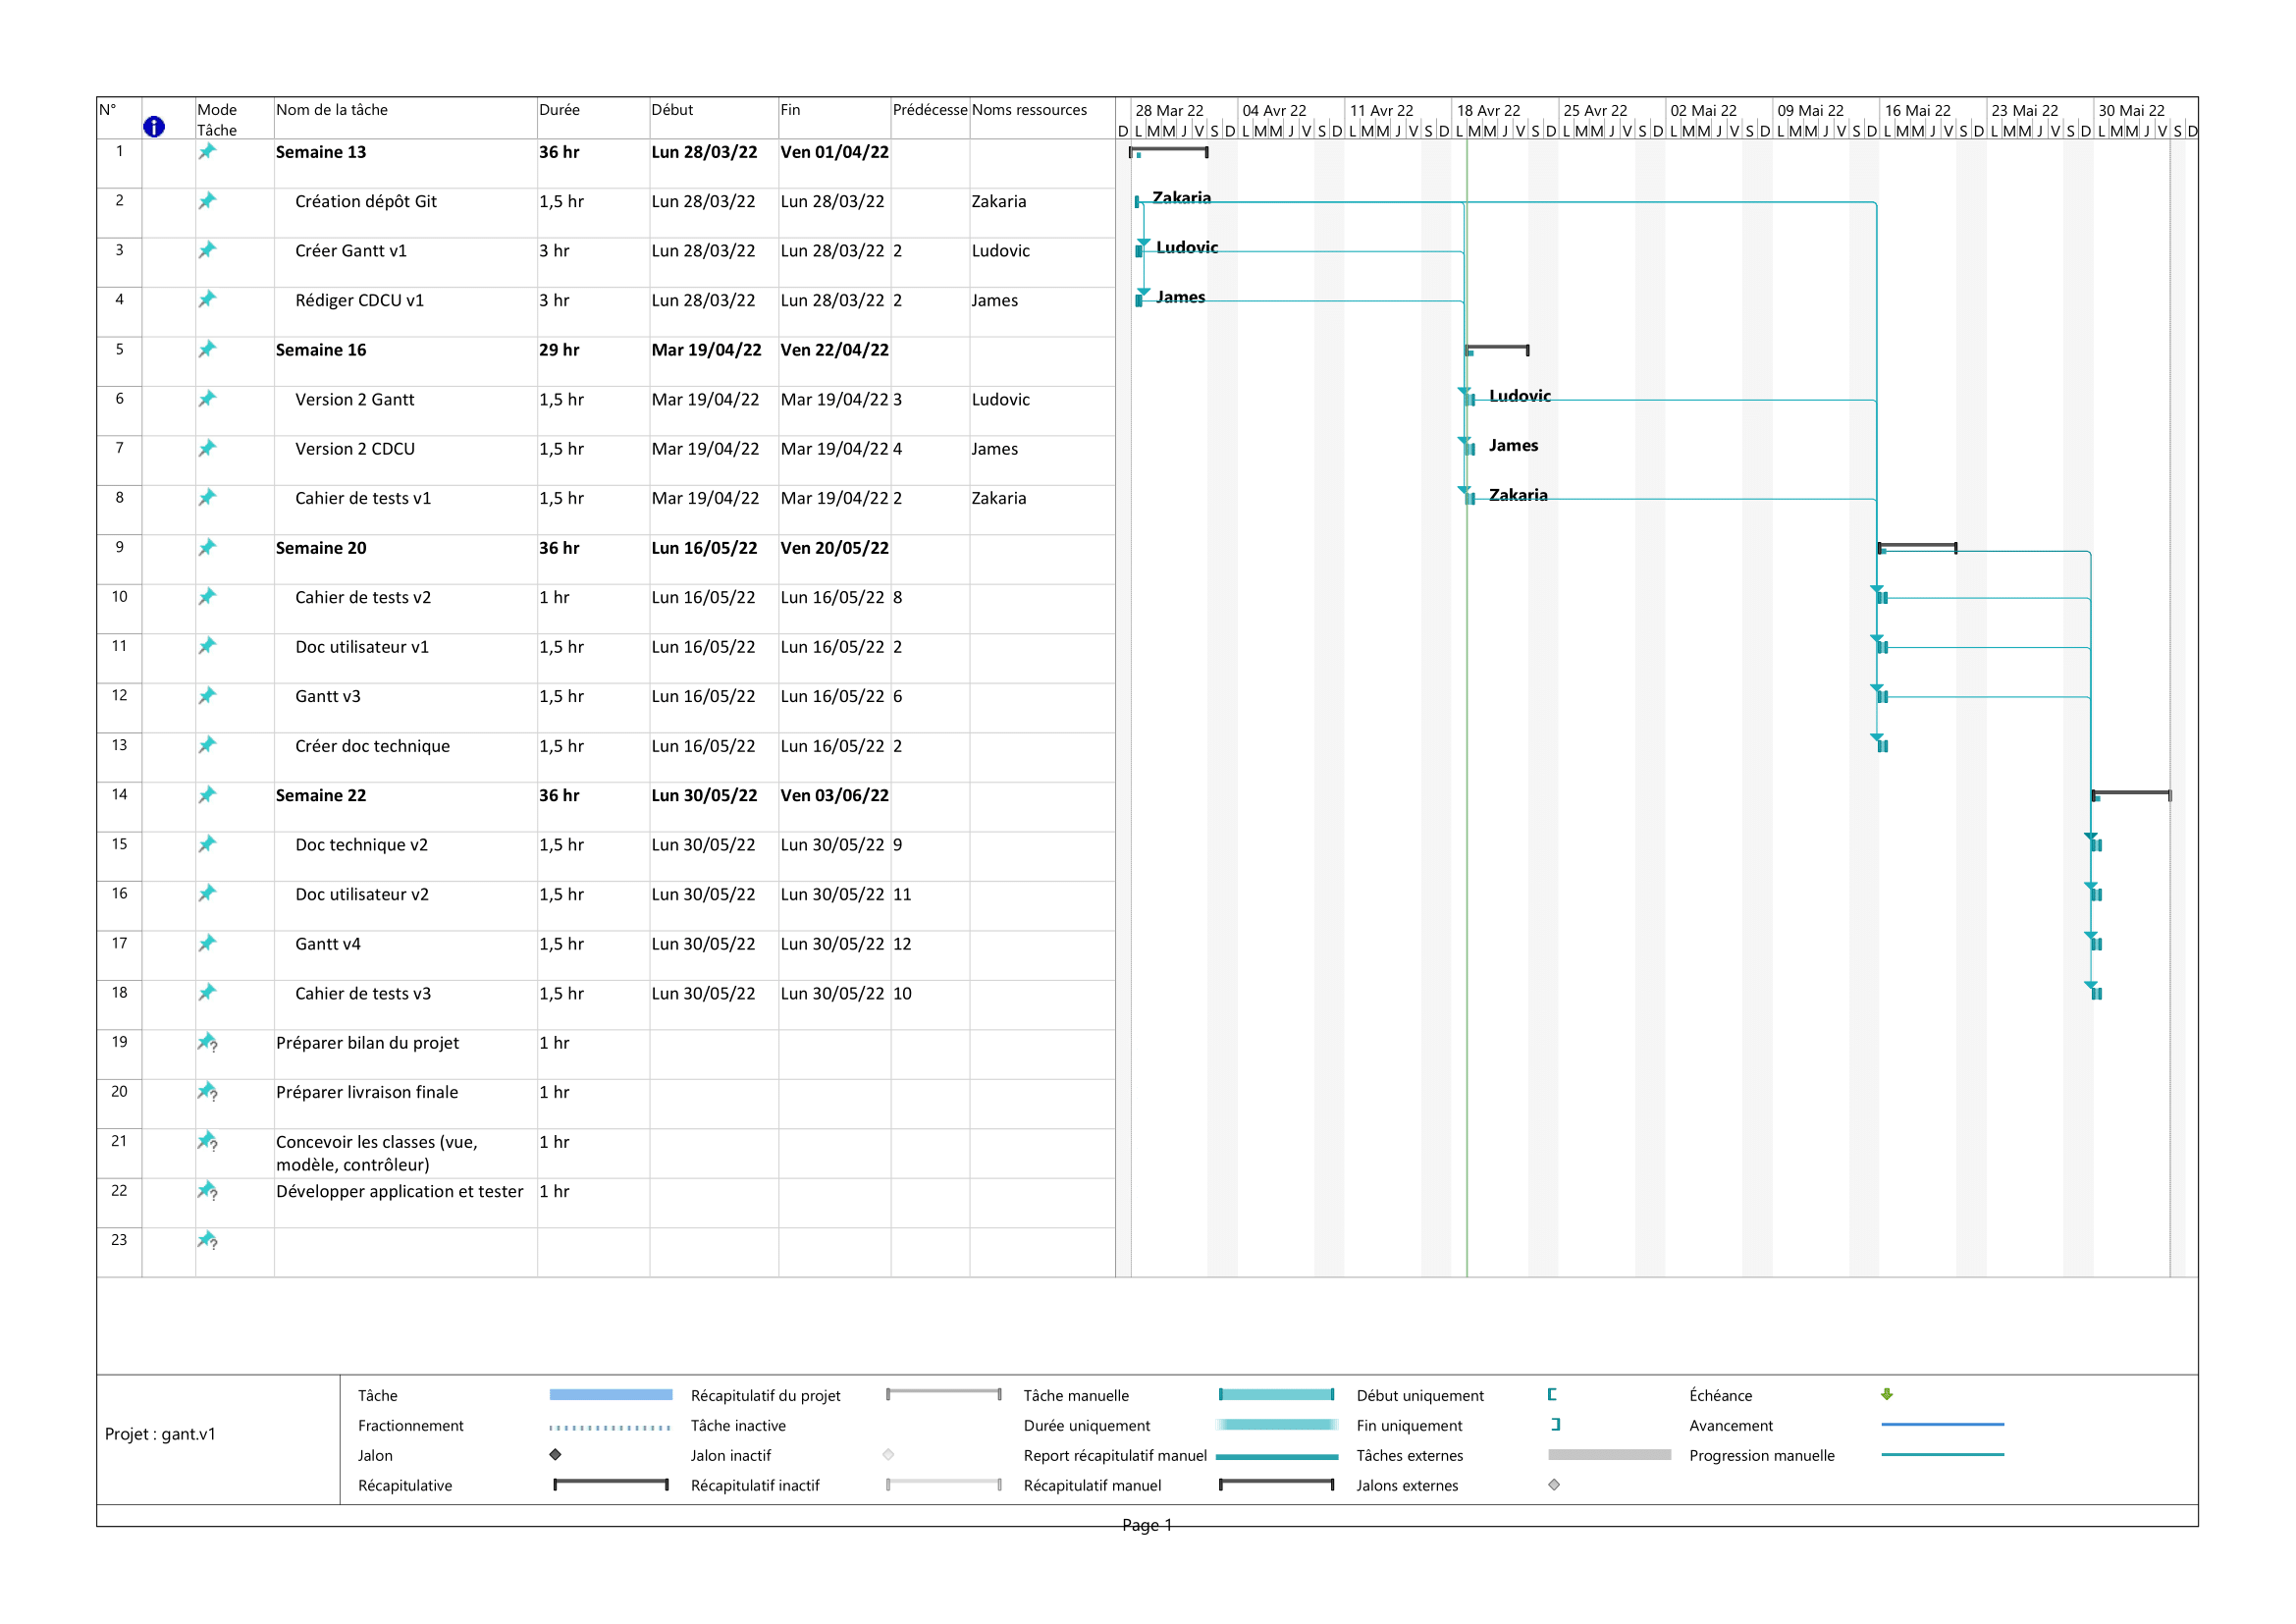 N° Mode Tâche Nom de la tâche Durée Début Fin Prédécesse Noms ressources
28 Mar 22 04 Avr 22 11 Avr 22 18 Avr 22 25 Avr 22 02 Mai 22 09 Mai 22 16 Mai 22 23 Mai 22 30 Mai 22
D L M M J V S D L M M J V S D L M M J V S D L M M J V S D L M M J V S D L M M J V S D L M M J V S D L M M J V S D L M M J V S D L M M J V S D
1 Semaine 13 36 hr Lun 28/03/22 Ven 01/04/22
2 Création dépôt Git 1,5 hr Lun 28/03/22 Lun 28/03/22 Zakaria Zakaria
3 Créer Gantt v1 3 hr Lun 28/03/22 Lun 28/03/22 2 Ludovic Ludovic
4 Rédiger CDCU v1 3 hr Lun 28/03/22 Lun 28/03/22 2 James James
5 Semaine 16 29 hr Mar 19/04/22 Ven 22/04/22
6 Version 2 Gantt 1,5 hr Mar 19/04/22 Mar 19/04/22 3 Ludovic Ludovic
7 Version 2 CDCU 1,5 hr Mar 19/04/22 Mar 19/04/22 4 James James
8 Cahier de tests v1 1,5 hr Mar 19/04/22 Mar 19/04/22 2 Zakaria Zakaria
9 Semaine 20 36 hr Lun 16/05/22 Ven 20/05/22
10 Cahier de tests v2 1 hr Lun 16/05/22 Lun 16/05/22 8
11 Doc utilisateur v1 1,5 hr Lun 16/05/22 Lun 16/05/22 2
12 Gantt v3 1,5 hr Lun 16/05/22 Lun 16/05/22 6
13 Créer doc technique 1,5 hr Lun 16/05/22 Lun 16/05/22 2
14 Semaine 22 36 hr Lun 30/05/22 Ven 03/06/22
15 Doc technique v2 1,5 hr Lun 30/05/22 Lun 30/05/22 9
16 Doc utilisateur v2 1,5 hr Lun 30/05/22 Lun 30/05/22 11
17 Gantt v4 1,5 hr Lun 30/05/22 Lun 30/05/22 12
18 Cahier de tests v3 1,5 hr Lun 30/05/22 Lun 30/05/22 10
19 Préparer bilan du projet 1 hr
20 Préparer livraison finale 1 hr
21 Concevoir les classes (vue, 1 hr
modèle, contrôleur)
22 Développer application et tester 1 hr
23
Projet : gant.v1
Tâche Récapitulatif du projet Tâche manuelle Début uniquement Échéance
Fractionnement Tâche inactive Durée uniquement Fin uniquement Avancement
Jalon Jalon inactif Report récapitulatif manuel Tâches externes Progression manuelle
Récapitulative Récapitulatif inactif Récapitulatif manuel Jalons externes
Page 1